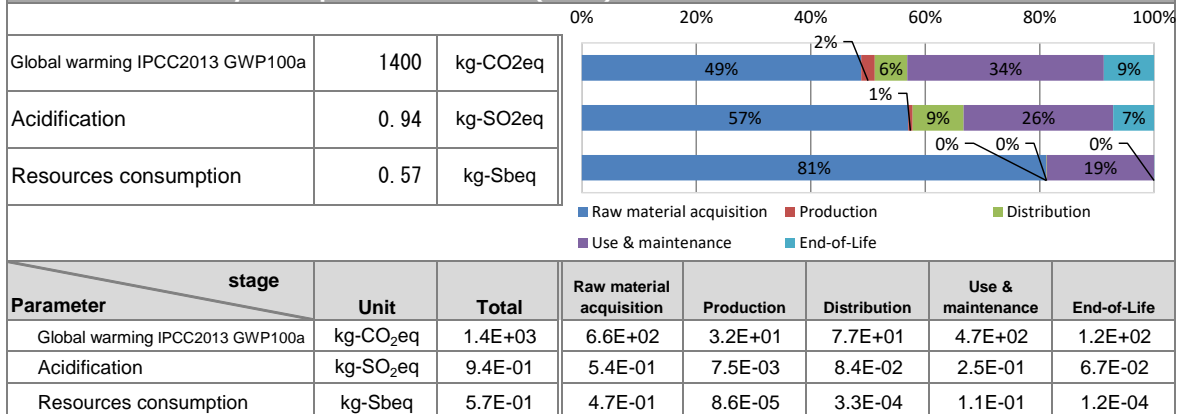 0% 20% 40% 60% 80% 100%
Global warming IPCC2013 GWP100a 1400 kg-CO2eq
2%
49% 6% 34% 9%
Acidification 0.94 kg-SO2eq
1%
57% 9% 26% 7%
Resources consumption 0.57 kg-Sbeq
0% 0% 0%
81% 19%
Raw material acquisition Production Distribution
Use & maintenance End-of-Life
stage
Parameter Unit Total Raw material acquisition Production Distribution Use & maintenance End-of-Life
Global warming IPCC2013 GWP100a kg-CO₂eq 1.4E+03 6.6E+02 3.2E+01 7.7E+01 4.7E+02 1.2E+02
Acidification kg-SO₂eq 9.4E-01 5.4E-01 7.5E-03 8.4E-02 2.5E-01 6.7E-02
Resources consumption kg-Sbeq 5.7E-01 4.7E-01 8.6E-05 3.3E-04 1.1E-01 1.2E-04